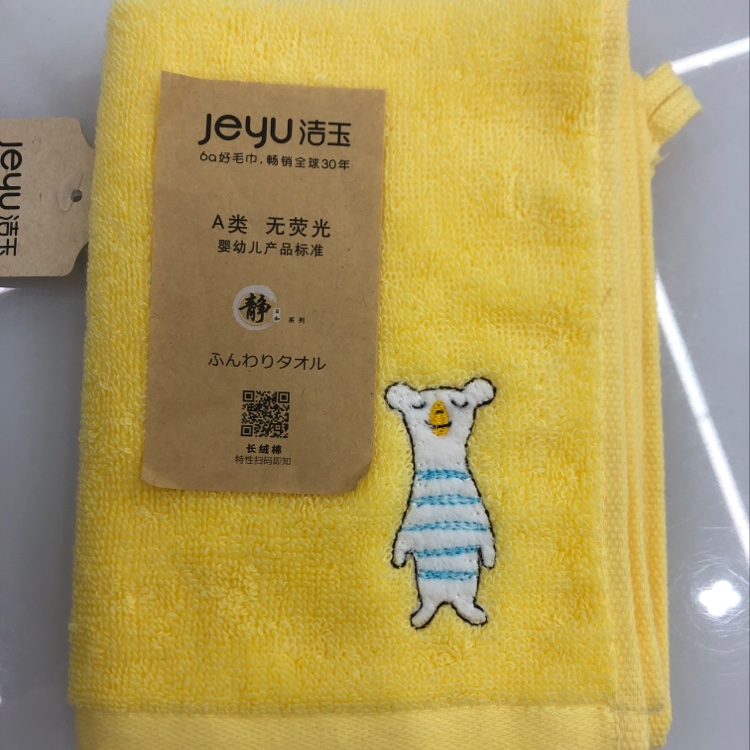 jeyu洁玉
6a好毛巾，畅销全球30年
A类 无荧光
婴幼儿产品标准
静
系列
ふんわりタオル
长绒棉
特性扫码即知
jeyu洁玉